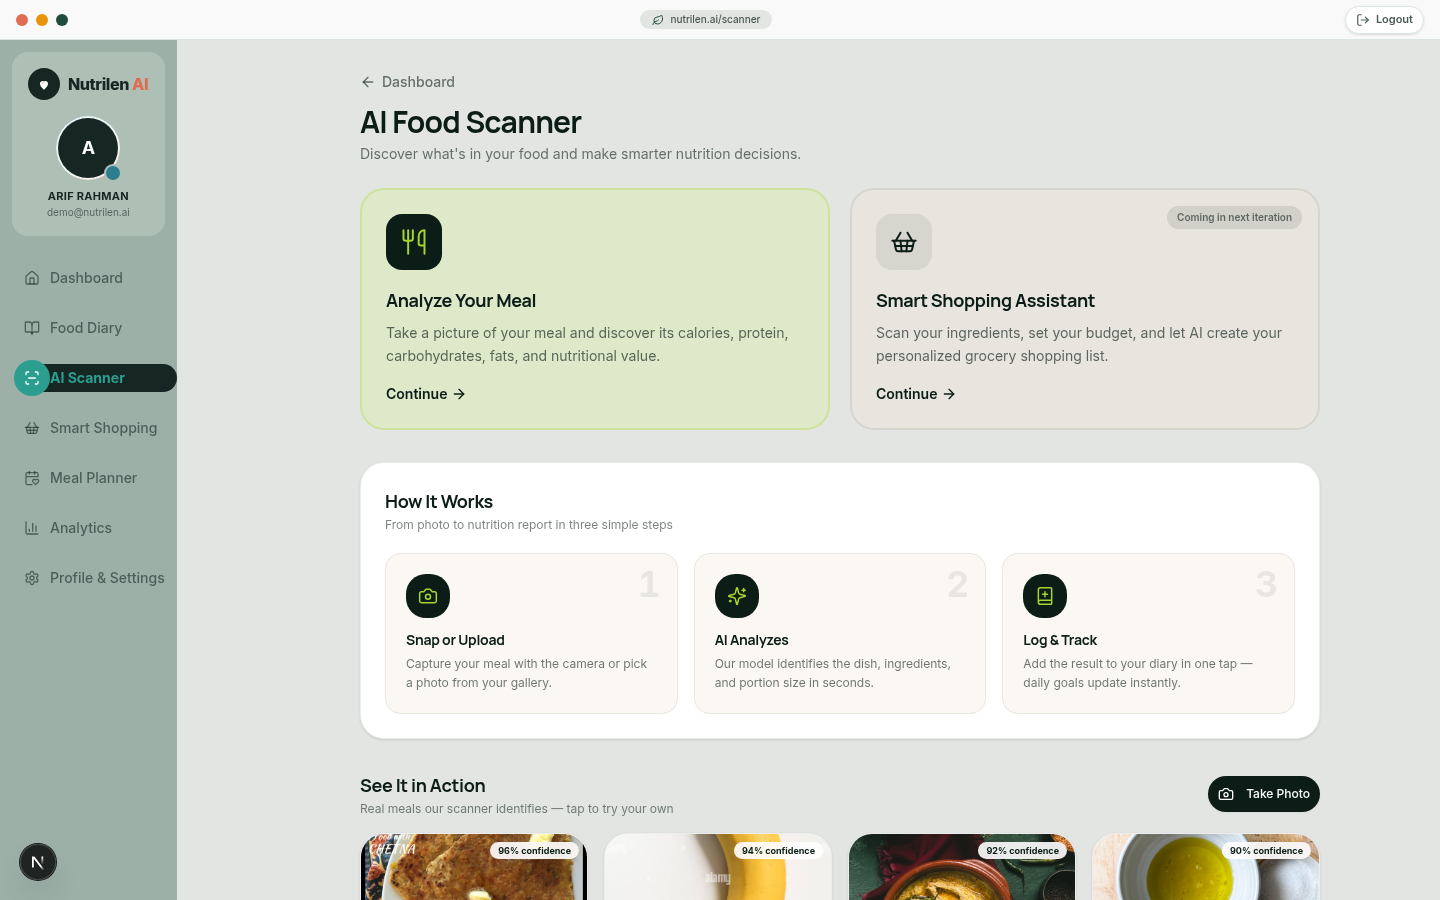 nutrilen.ai/scanner
Logout
Nutrilen AI
A
ARIF RAHMAN
demo@nutrilen.ai
Dashboard
Food Diary
AI Scanner
Smart Shopping
Meal Planner
Analytics
Profile & Settings
N
Dashboard
AI Food Scanner
Discover what's in your food and make smarter nutrition decisions.
Analyze Your Meal
Take a picture of your meal and discover its calories, protein,
carbohydrates, fats, and nutritional value.
Continue
Coming in next iteration
Smart Shopping Assistant
Scan your ingredients, set your budget, and let AI create your
personalized grocery shopping list.
Continue
How It Works
From photo to nutrition report in three simple steps
1
Snap or Upload
Capture your meal with the camera or pick
a photo from your gallery.
2
AI Analyzes
Our model identifies the dish, ingredients,
and portion size in seconds.
3
Log & Track
Add the result to your diary in one tap —
daily goals update instantly.
See It in Action
Real meals our scanner identifies — tap to try your own
Take Photo
CHETNA
96% confidence
alamy
94% confidence
92% confidence
90% confidence